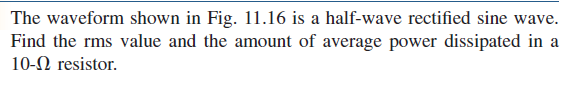 The waveform shown in Fig. 11.16 is a half-wave rectified sine wave.
Find the rms value and the amount of average power dissipated in a
10-Ω resistor.